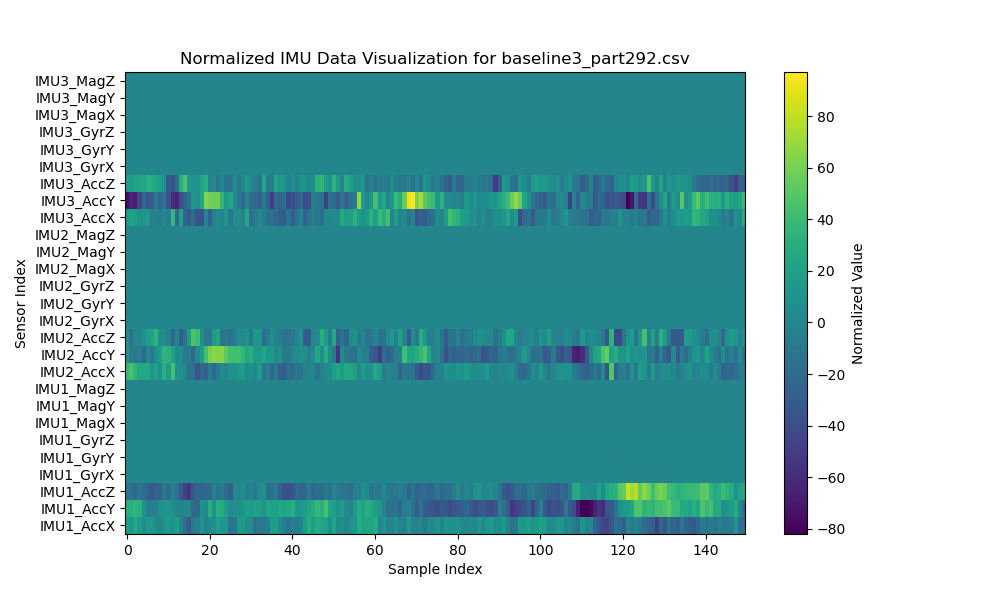 Normalized IMU Data Visualization for baseline3_part292.csv
IMU3_MagZ
IMU3_MagY
IMU3_MagX
IMU3_GyrZ
IMU3_GyrY
IMU3_GyrX
IMU3_AccZ
IMU3_AccY
IMU3_AccX
IMU2_MagZ
IMU2_MagY
IMU2_MagX
IMU2_GyrZ
IMU2_GyrY
IMU2_GyrX
IMU2_AccZ
IMU2_AccY
IMU2_AccX
IMU1_MagZ
IMU1_MagY
IMU1_MagX
IMU1_GyrZ
IMU1_GyrY
IMU1_GyrX
IMU1_AccZ
IMU1_AccY
IMU1_AccX
Sensor Index
0 20 40 60 80 100 120 140
Sample Index
80
60
40
20
0
−20
−40
−60
−80
Normalized Value